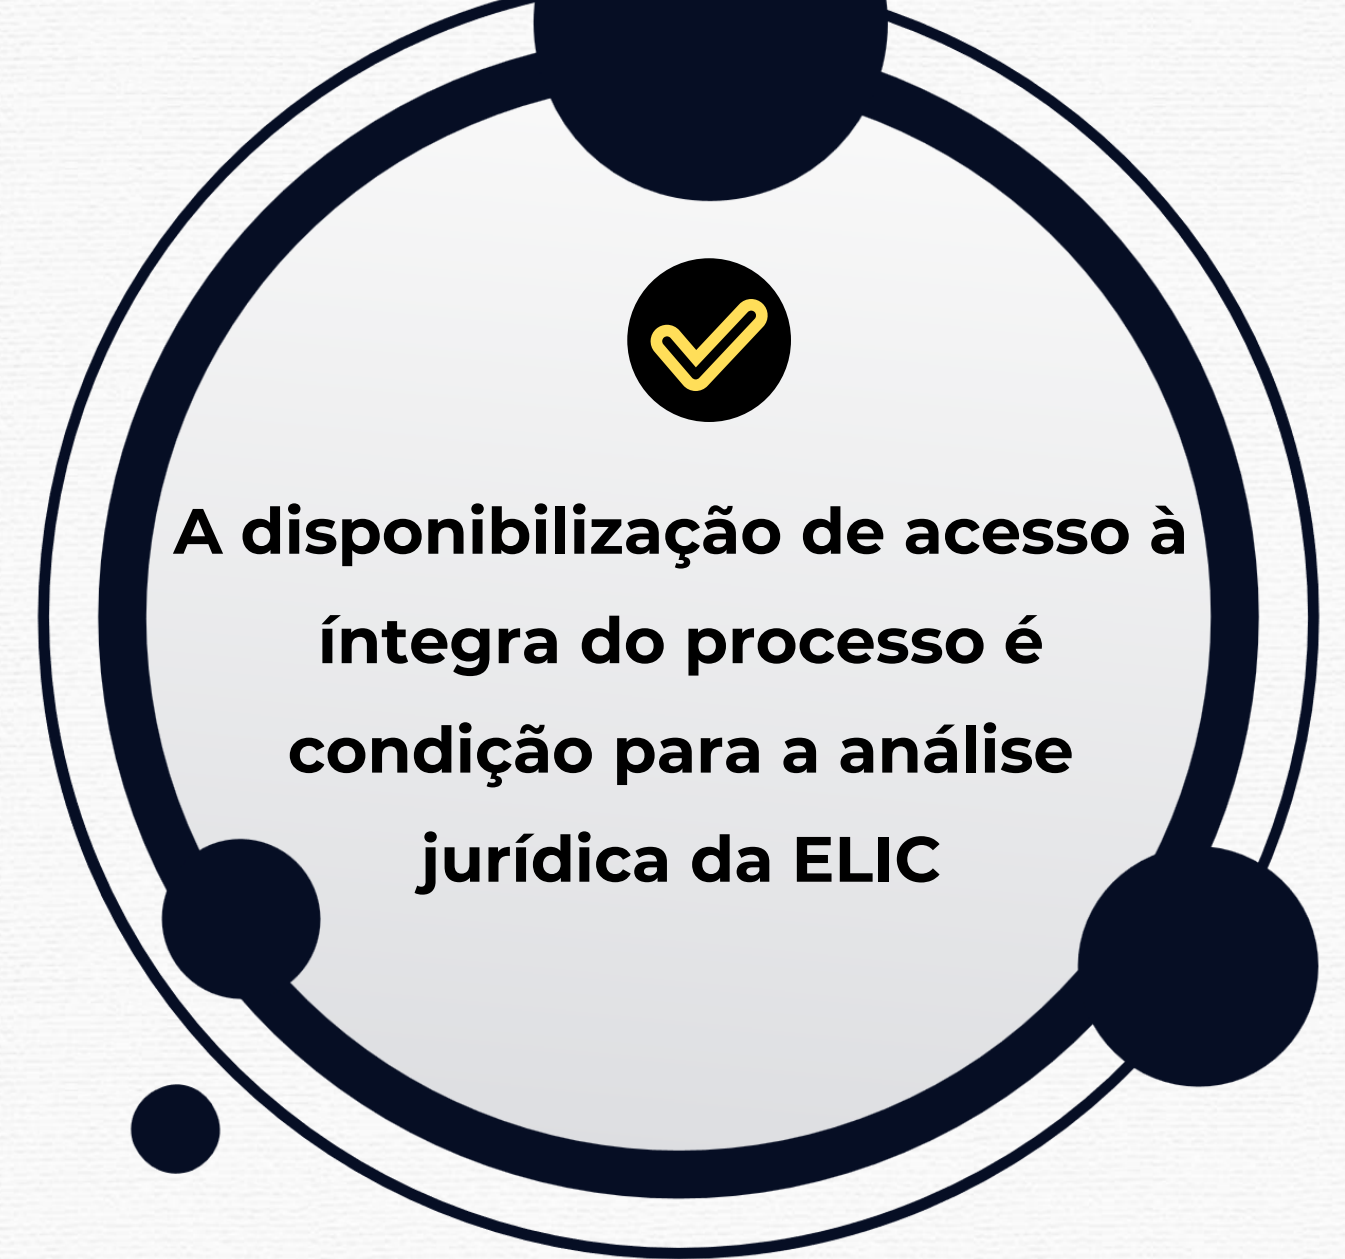 A disponibilização de acesso à
íntegra do processo é
condição para a análise
jurídica da ELIC